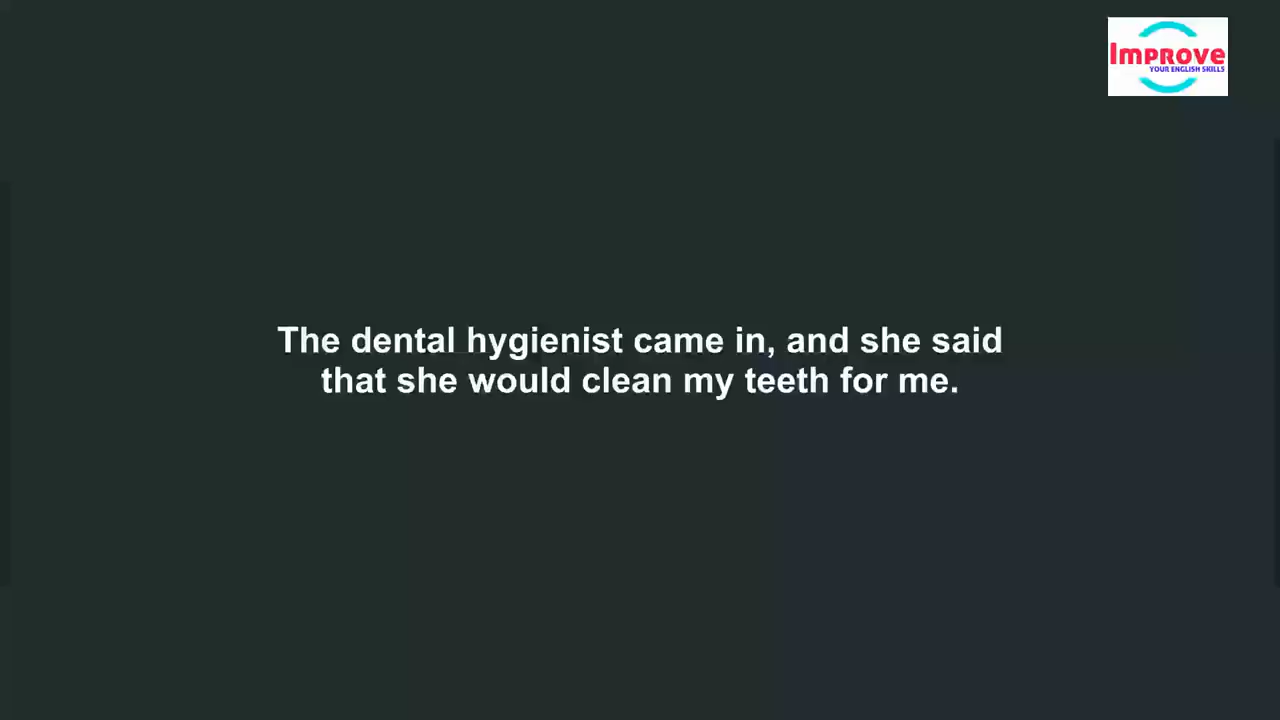 Improve
YOUR ENGLISH SKILLS
The dental hygienist came in, and she said
that she would clean my teeth for me.